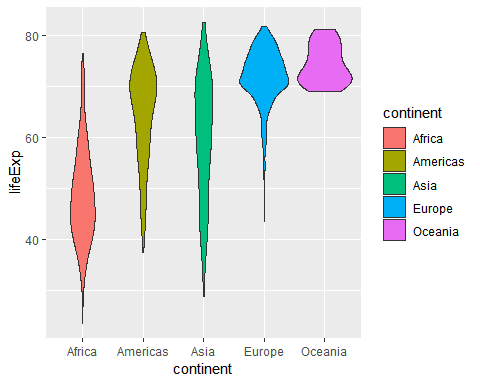 lifeExp
80
60
40
Africa Americas Asia Europe Oceania
continent
continent
Africa
Americas
Asia
Europe
Oceania